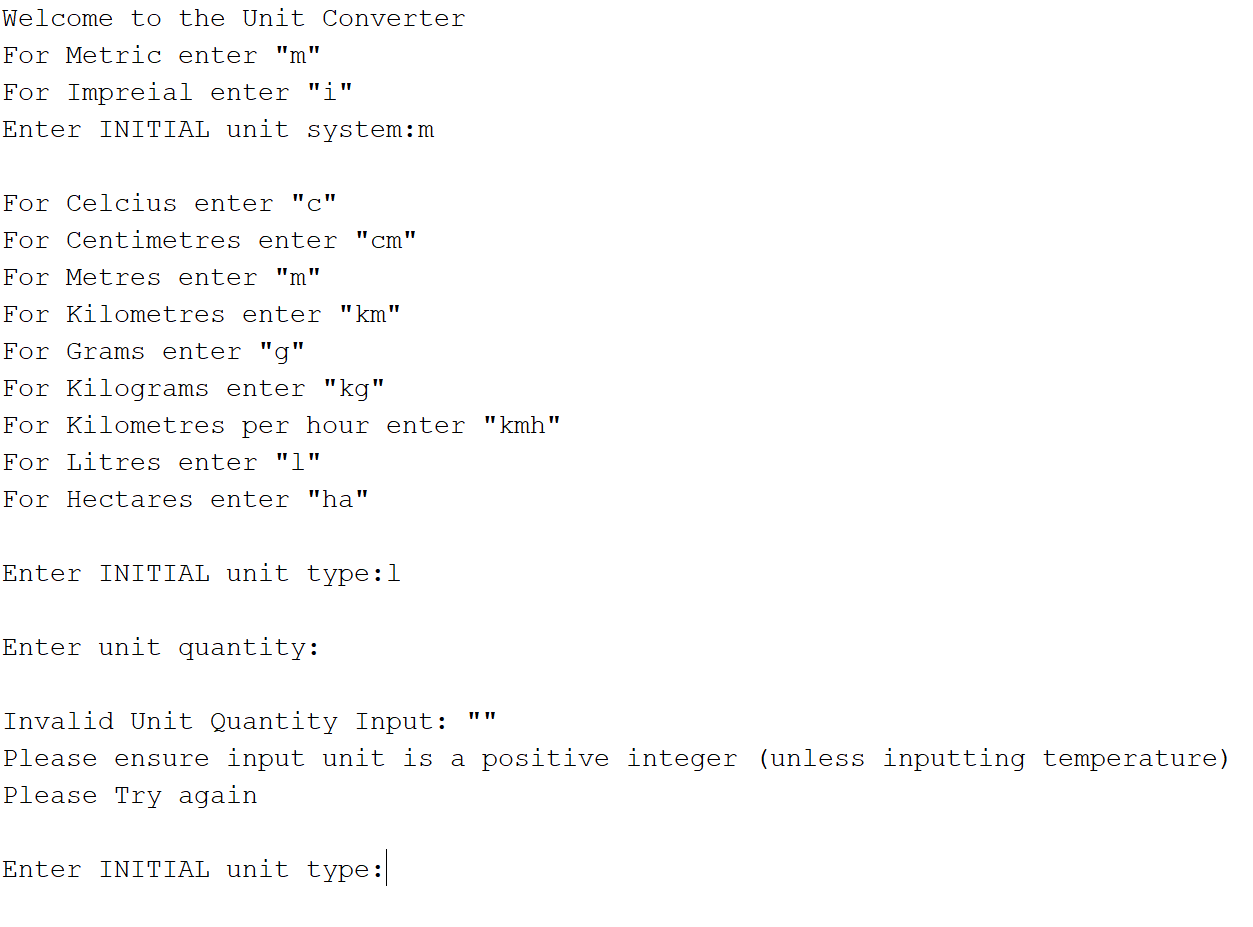 Welcome to the Unit Converter
For Metric enter "m"
For Impreial enter "i"
Enter INITIAL unit system:m
For Celcius enter "c"
For Centimetres enter "cm"
For Metres enter "m"
For Kilometres enter "km"
For Grams enter "g"
For Kilograms enter "kg"
For Kilometres per hour enter "kmh"
For Litres enter "l"
For Hectares enter "ha"
Enter INITIAL unit type:l
Enter unit quantity:
Invalid Unit Quantity Input: ""
Please ensure input unit is a positive integer (unless inputting temperature)
Please Try again
Enter INITIAL unit type: